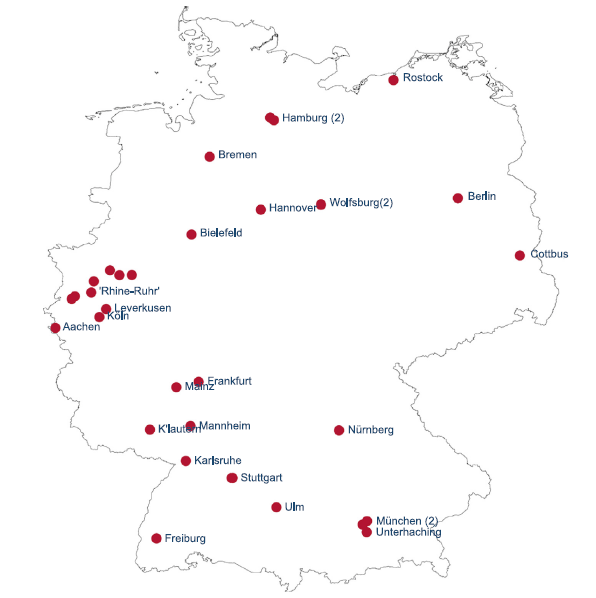 Rostock
Hamburg (2)
Bremen
Berlin
Wolfsburg(2)
Hannover
Bielefeld
Cottbus
'Rhine-Ruhr'
Leverkusen
Köln
Aachen
Frankfurt
Mainz
K'lautern
Mannheim
Nürnberg
Karlsruhe
Stuttgart
Ulm
München (2)
Unterhaching
Freiburg